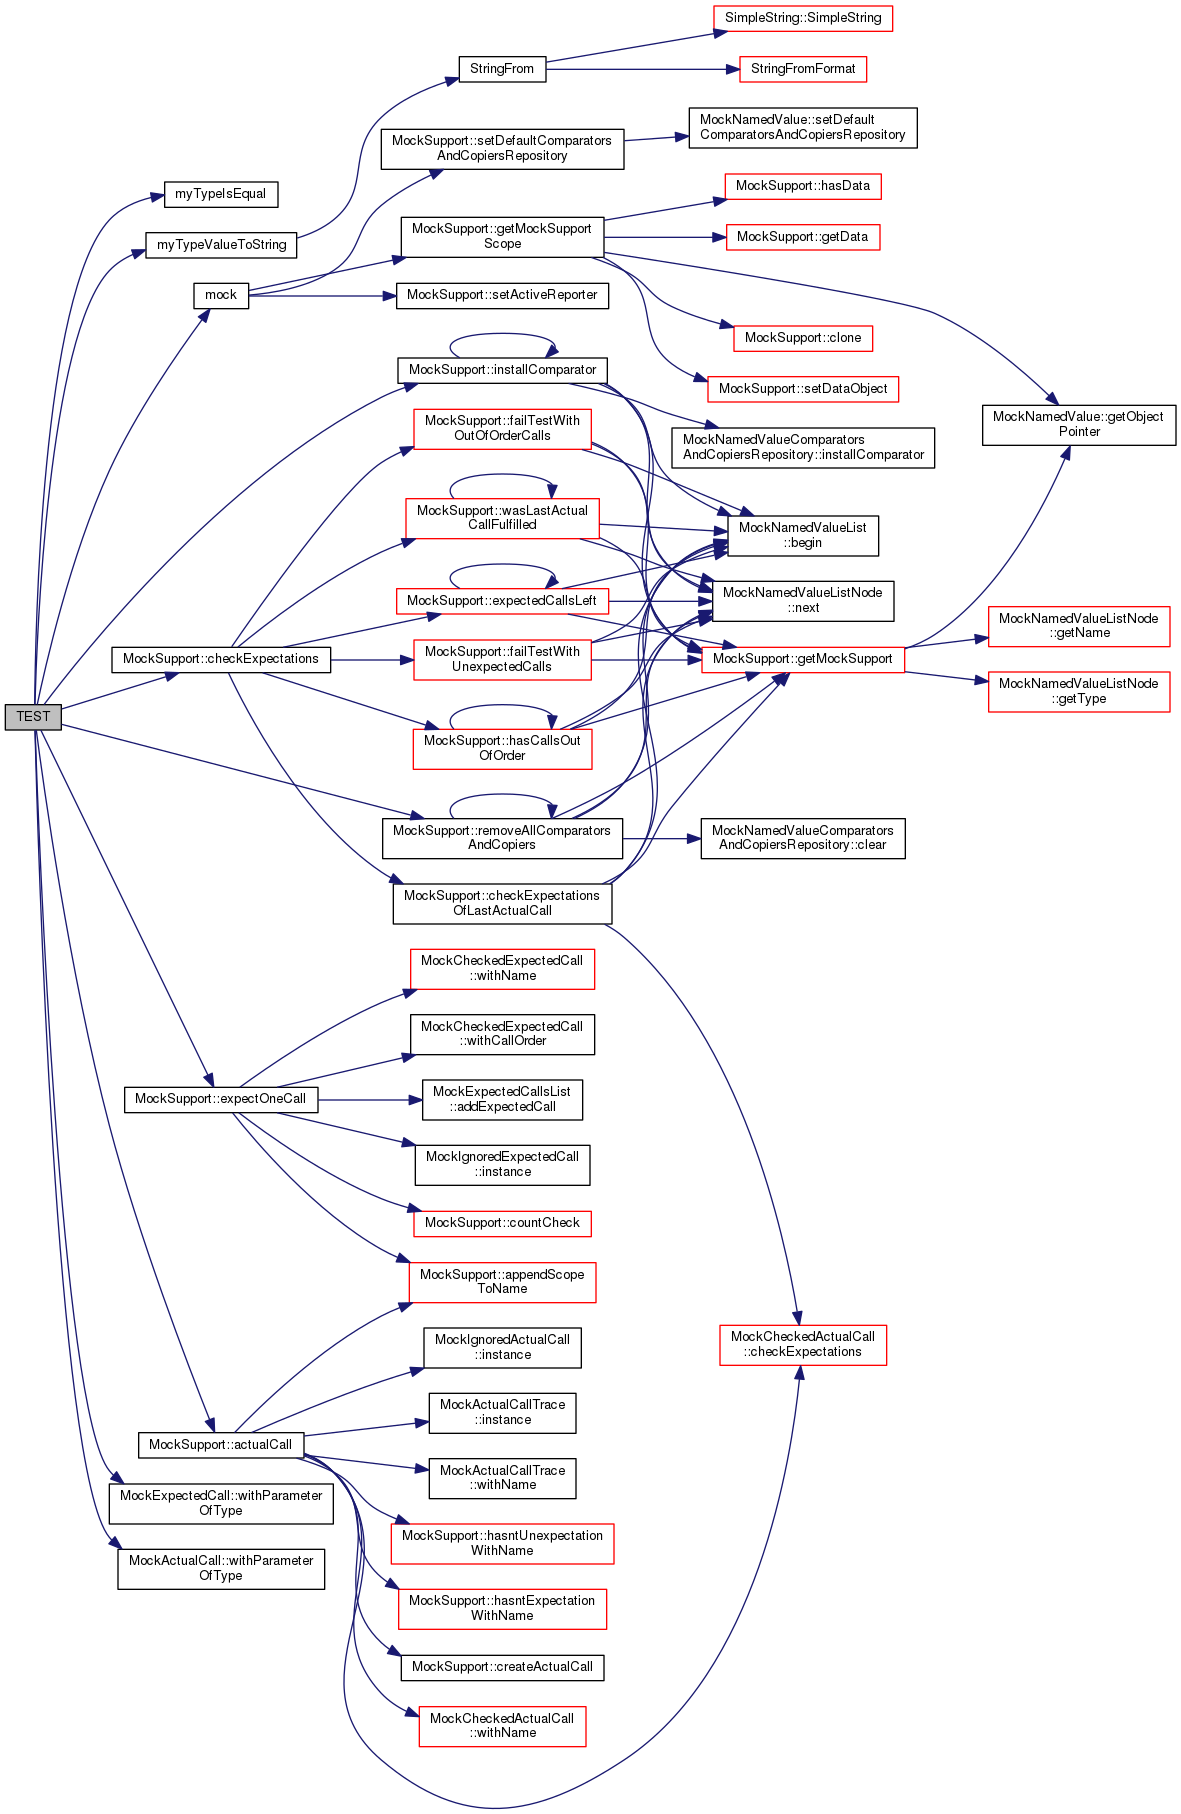 SimpleString::SimpleString
StringFrom
StringFromFormat
MockNamedValue::setDefault
ComparatorsAndCopiersRepository
MockSupport::setDefaultComparators
AndCopiersRepository
myTypeIsEqual
MockSupport::hasData
myTypeValueToString
MockSupport::getMockSupport
Scope
MockSupport::getData
mock
MockSupport::setActiveReporter
MockSupport::clone
MockSupport::installComparator
MockSupport::setDataObject
MockSupport::failTestWith
OutOfOrderCalls
MockNamedValue::getObject
Pointer
MockNamedValueComparators
AndCopiersRepository::installComparator
MockSupport::wasLastActual
CallFulfilled
MockNamedValueList
::begin
MockSupport::expectedCallsLeft
MockNamedValueListNode
::next
MockSupport::checkExpectations
MockSupport::failTestWith
UnexpectedCalls
MockSupport::getMockSupport
MockNamedValueListNode
::getName
MockNamedValueListNode
::getType
TEST
MockSupport::hasCallsOut
OfOrder
MockSupport::removeAllComparators
AndCopiers
MockNamedValueComparators
AndCopiersRepository::clear
MockSupport::checkExpectations
OfLastActualCall
MockCheckedExpectedCall
::withName
MockCheckedExpectedCall
::withCallOrder
MockSupport::expectOneCall
MockExpectedCallsList
::addExpectedCall
MockIgnoredExpectedCall
::instance
MockSupport::countCheck
MockSupport::appendScope
ToName
MockIgnoredActualCall
::instance
MockCheckedActualCall
::checkExpectations
MockActualCallTrace
::instance
MockSupport::actualCall
MockActualCallTrace
::withName
MockExpectedCall::withParameter
OfType
MockSupport::hasntUnexpectation
WithName
MockActualCall::withParameter
OfType
MockSupport::hasntExpectation
WithName
MockSupport::createActualCall
MockCheckedActualCall
::withName